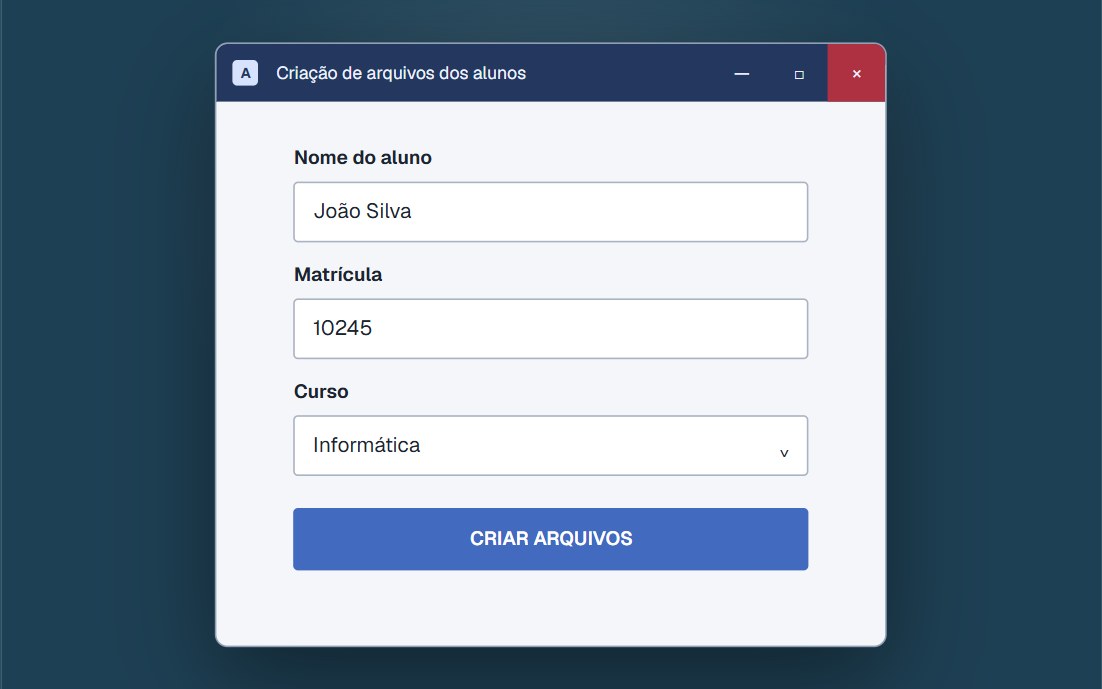 A Criação de arquivos dos alunos
Nome do aluno
João Silva
Matrícula
10245
Curso
Informática
CRIAR ARQUIVOS